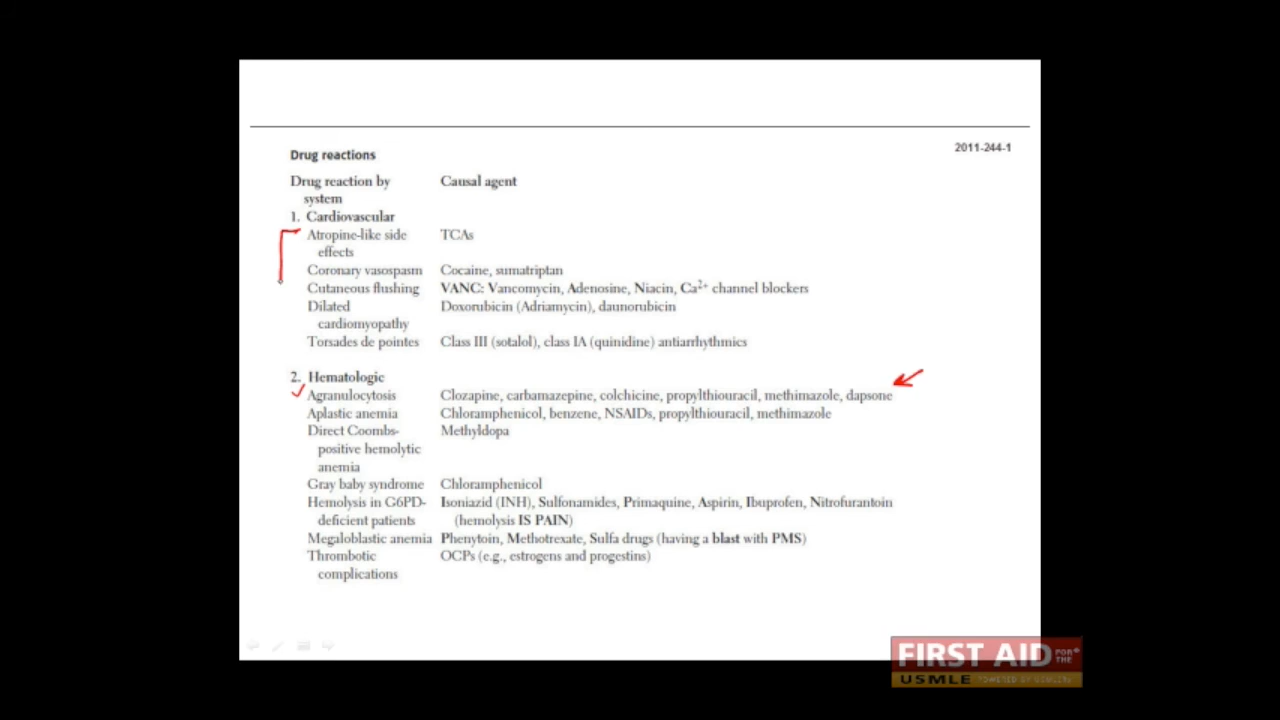 2011-244-1
Drug reactions
Drug reaction by Causal agent
system
1. Cardiovascular
Atropine-like side TCAs
effects
Coronary vasospasm Cocaine, sumatriptan
Cutaneous flushing VANC: Vancomycin, Adenosine, Niacin, Ca2+ channel blockers
Dilated Doxorubicin (Adriamycin), daunorubicin
cardiomyopathy
Torsades de pointes Class III (sotalol), class IA (quinidine) antiarrhythmics
2. Hematologic
Agranulocytosis Clozapine, carbamazepine, colchicine, propylthiouracil, methimazole, dapsone
Aplastic anemia Chloramphenicol, benzene, NSAIDs, propylthiouracil, methimazole
Direct Coombs- Methyldopa
positive hemolytic
anemia
Gray baby syndrome Chloramphenicol
Hemolysis in G6PD- Isoniazid (INH), Sulfonamides, Primaquine, Aspirin, Ibuprofen, Nitrofurantoin
deficient patients (hemolysis IS PAIN)
Megaloblastic anemia Phenytoin, Methotrexate, Sulfa drugs (having a blast with PMS)
Thrombotic OCPs (e.g., estrogens and progestins)
complications
FIRST AID FOR THE
USMLE POWERED BY